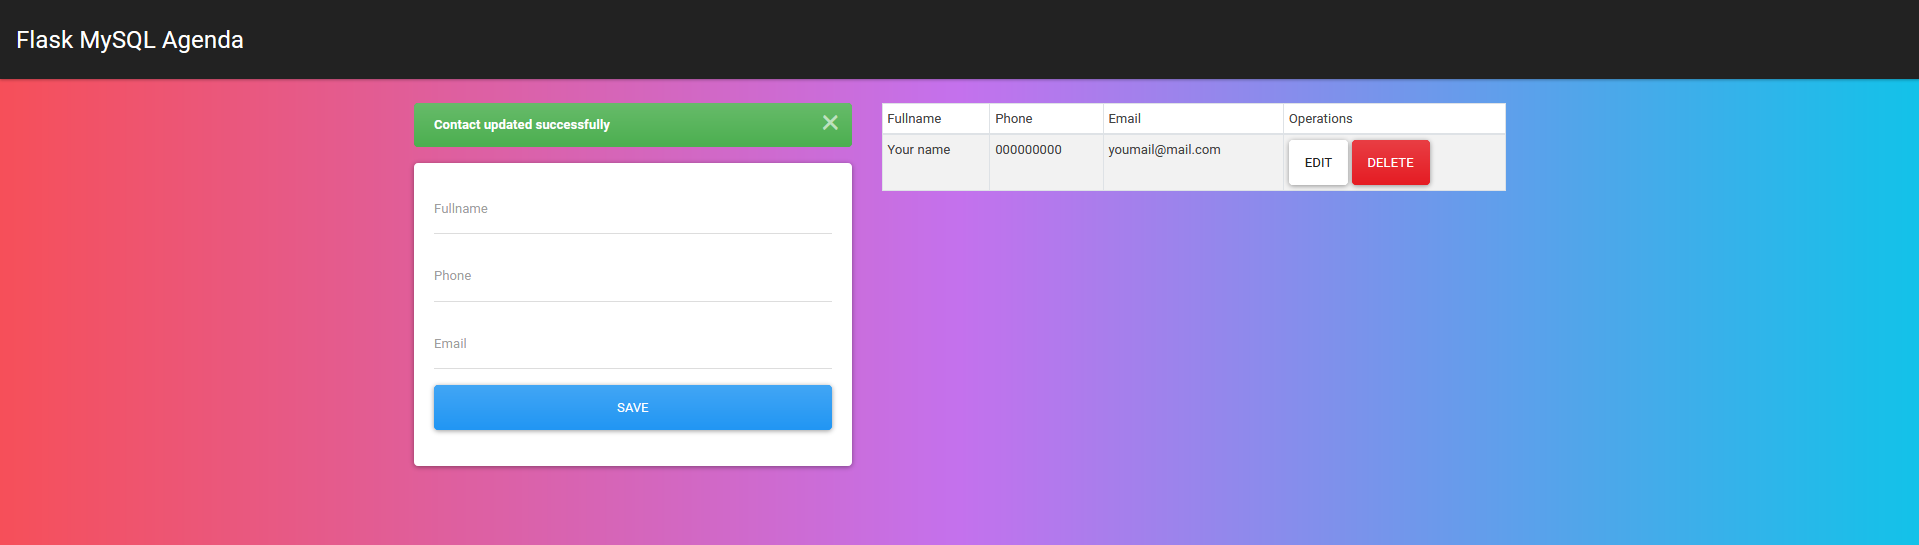 Flask MySQL Agenda
Contact updated successfully
Fullname
Phone
Email
SAVE
Fullname Phone Email Operations
Your name 000000000 youmail@mail.com EDIT DELETE